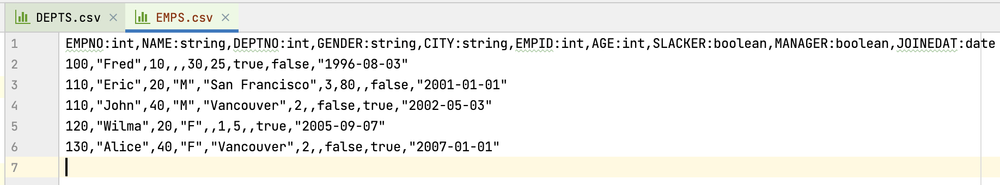 DEPTS.csv EMPS.csv
1 EMPNO:int,NAME:string,DEPTNO:int,GENDER:string,CITY:string,EMPID:int,AGE:int,SLACKER:boolean,MANAGER:boolean,JOINEDAT:date
2 100,"Fred",10,,,30,25,true,false,"1996-08-03"
3 110,"Eric",20,"M","San Francisco",3,80,,false,"2001-01-01"
4 110,"John",40,"M","Vancouver",2,,false,true,"2002-05-03"
5 120,"Wilma",20,"F",,1,5,,true,"2005-09-07"
6 130,"Alice",40,"F","Vancouver",2,,false,true,"2007-01-01"
7